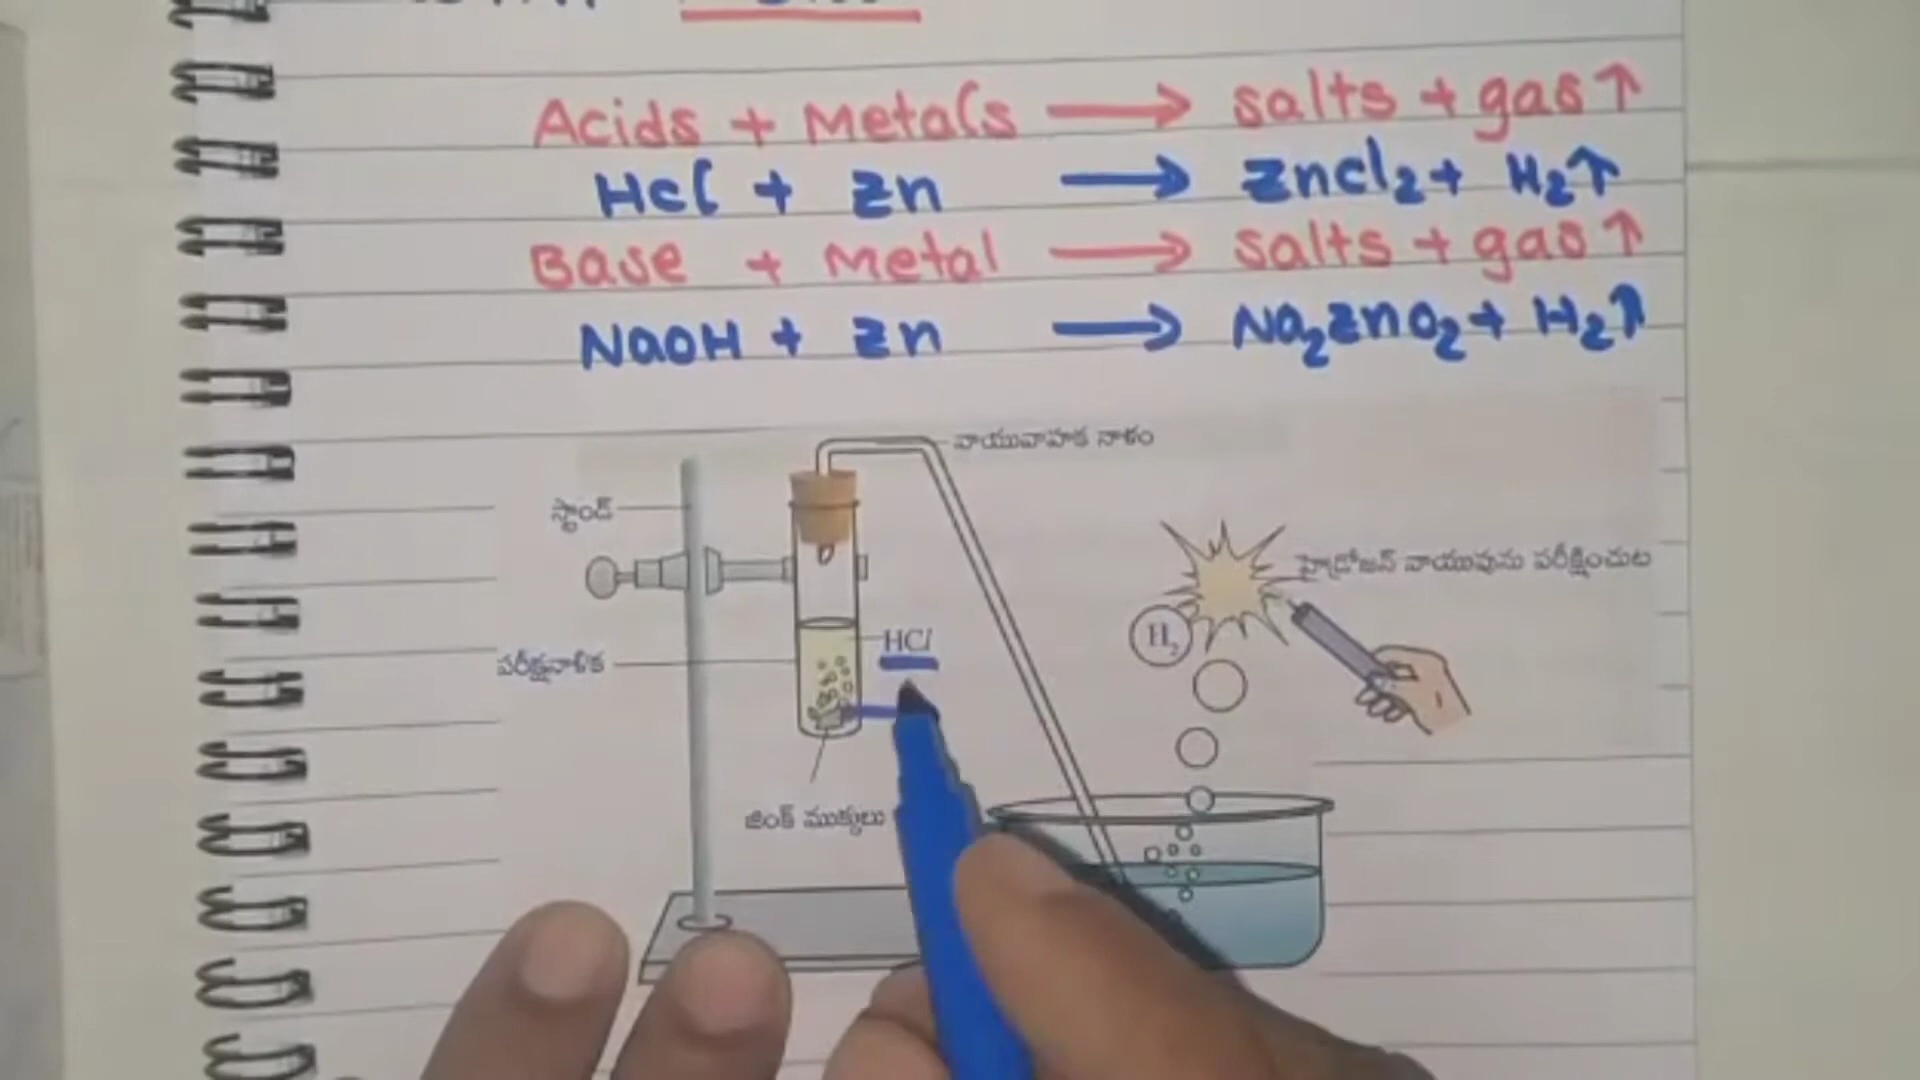 Acids + Metals → salts + gas ↑
HCl + Zn → ZnCl2 + H2↑
Base + Metal → salts + gas ↑
NaOH + Zn → Na2ZnO2 + H2↑
వాయువాహక నాళం
స్టాండ్
హైడ్రోజన్ వాయువును పరీక్షించుట
H2
HCl
పరీక్షనాళిక
జింక్ ముక్కలు